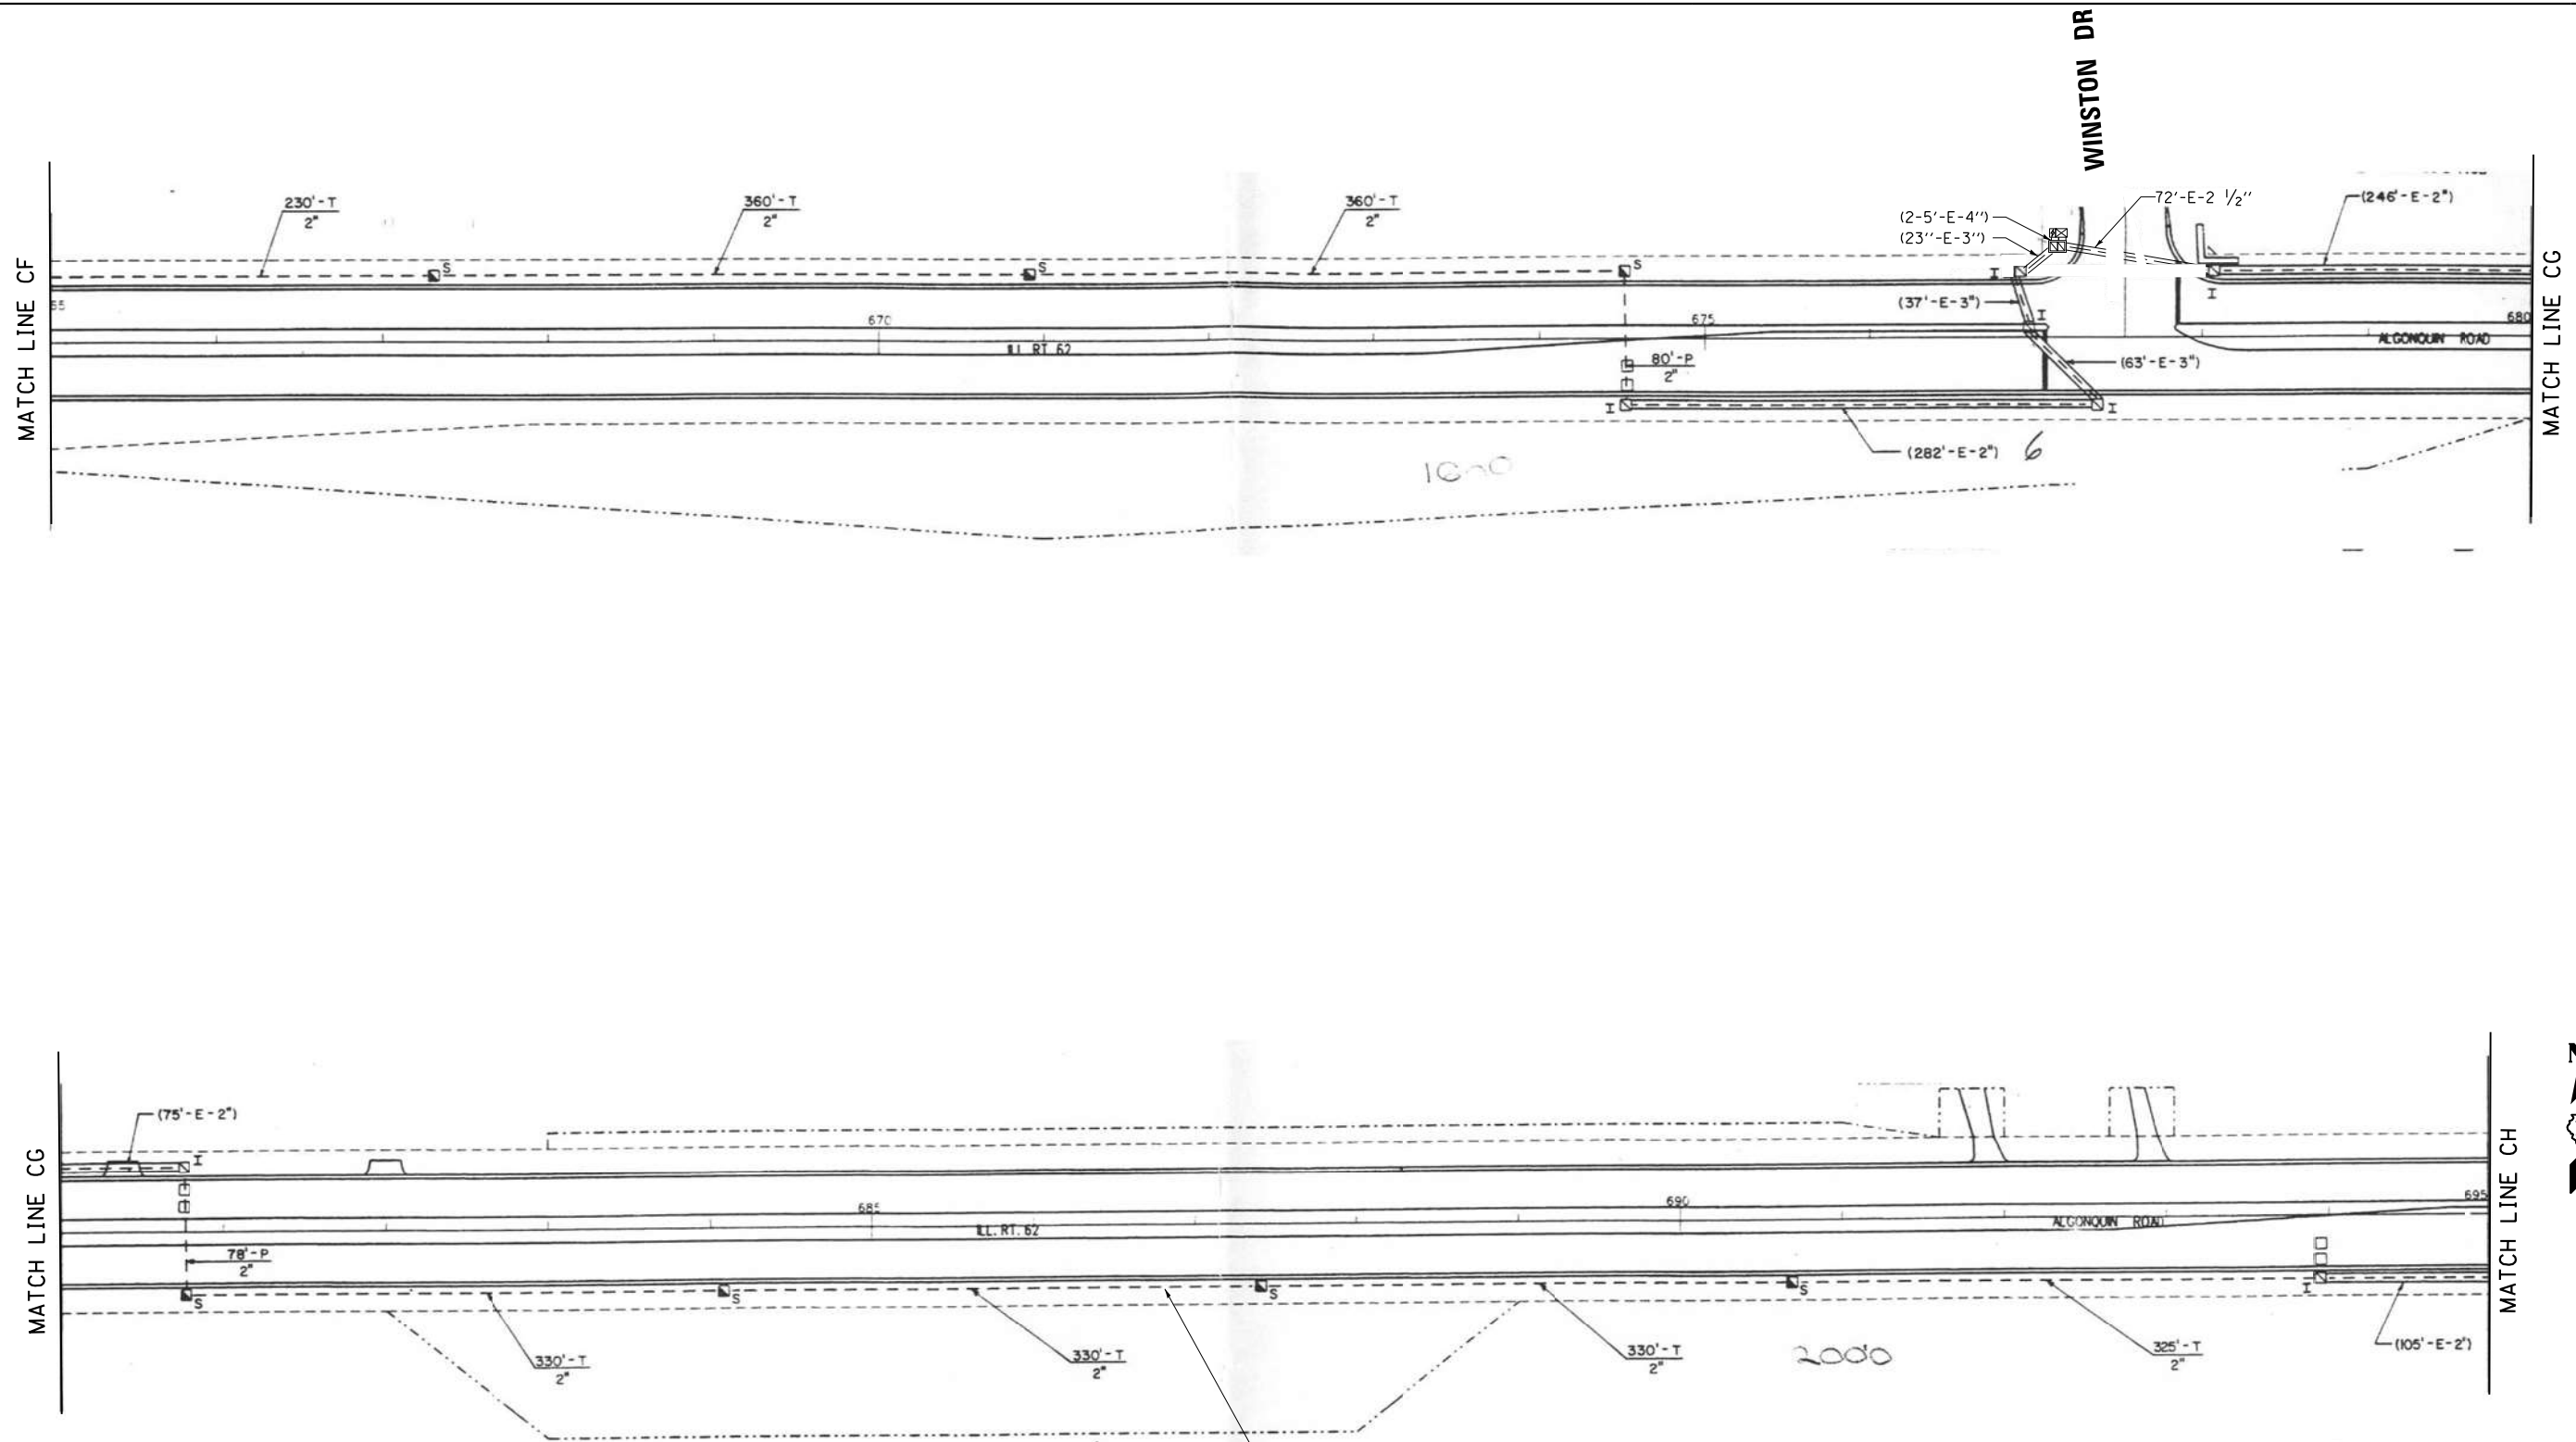 WINSTON DR
MATCH LINE CF
230'-T
2"
360'-T
2"
360'-T
2"
(2-5'-E-4'')
(23''-E-3'')
72'-E-2 1/2''
(246'-E-2")
I
I
(37'-E-3")
I
65
670
675
680
S
S
S
ILL. RT. 62
ALGONQUIN ROAD
80'-P
2"
(63'-E-3")
I
I
(282'-E-2")
6
MATCH LINE CG
MATCH LINE CG
(75'-E-2")
I
685
690
695
ILL. RT. 62
ALGONQUIN ROAD
78'-P
2"
S
S
S
S
I
330'-T
2"
330'-T
2"
330'-T
2"
2000
325'-T
2"
(105'-E-2')
MATCH LINE CH